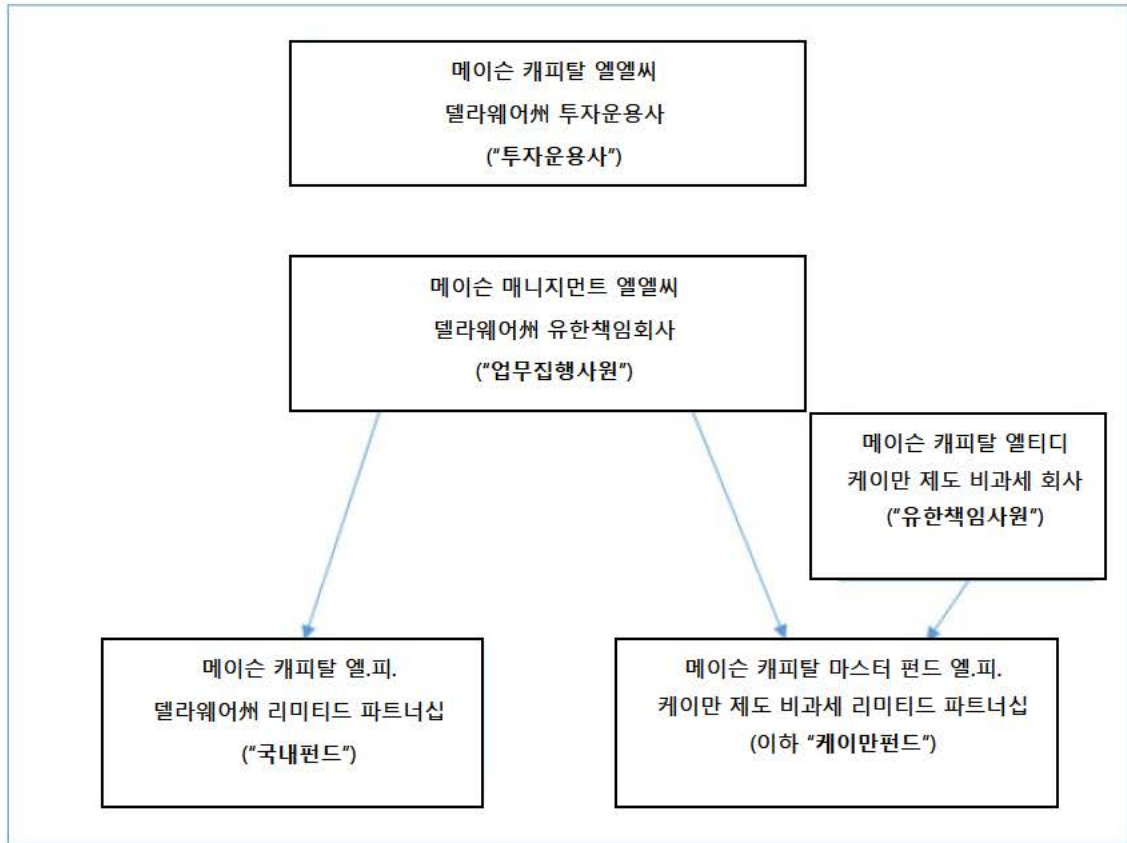 메이슨 캐피탈 엘엘씨
델라웨어州 투자운용사
("투자운용사")
메이슨 매니지먼트 엘엘씨
델라웨어州 유한책임회사
("업무집행사원")
메이슨 캐피탈 엘티디
케이만 제도 비과세 회사
("유한책임사원")
메이슨 캐피탈 엘.피.
델라웨어州 리미티드 파트너십
("국내펀드")
메이슨 캐피탈 마스터 펀드 엘.피.
케이만 제도 비과세 리미티드 파트너십
(이하 "케이만펀드")